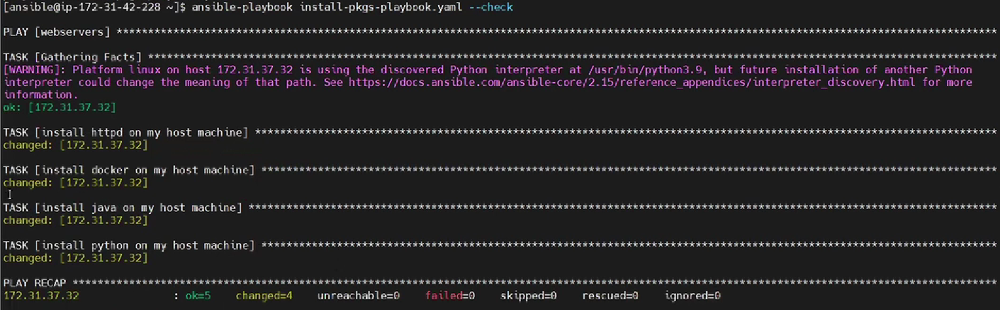 [ansible@ip-172-31-42-228 ~]$ ansible-playbook install-pkgs-playbook.yaml --check
PLAY [webservers] ********************************************************************************************************************************************
TASK [Gathering Facts] ***************************************************************************************************************************************
[WARNING]: Platform linux on host 172.31.37.32 is using the discovered Python interpreter at /usr/bin/python3.9, but future installation of another Python
interpreter could change the meaning of that path. See https://docs.ansible.com/ansible-core/2.15/reference_appendices/interpreter_discovery.html for more
information.
ok: [172.31.37.32]
TASK [install httpd on my host machine] **********************************************************************************************************************
changed: [172.31.37.32]
TASK [install docker on my host machine] *********************************************************************************************************************
changed: [172.31.37.32]
TASK [install java on my host machine] ***********************************************************************************************************************
changed: [172.31.37.32]
TASK [install python on my host machine] *********************************************************************************************************************
changed: [172.31.37.32]
PLAY RECAP ***************************************************************************************************************************************************
172.31.37.32               : ok=5    changed=4    unreachable=0    failed=0    skipped=0    rescued=0    ignored=0